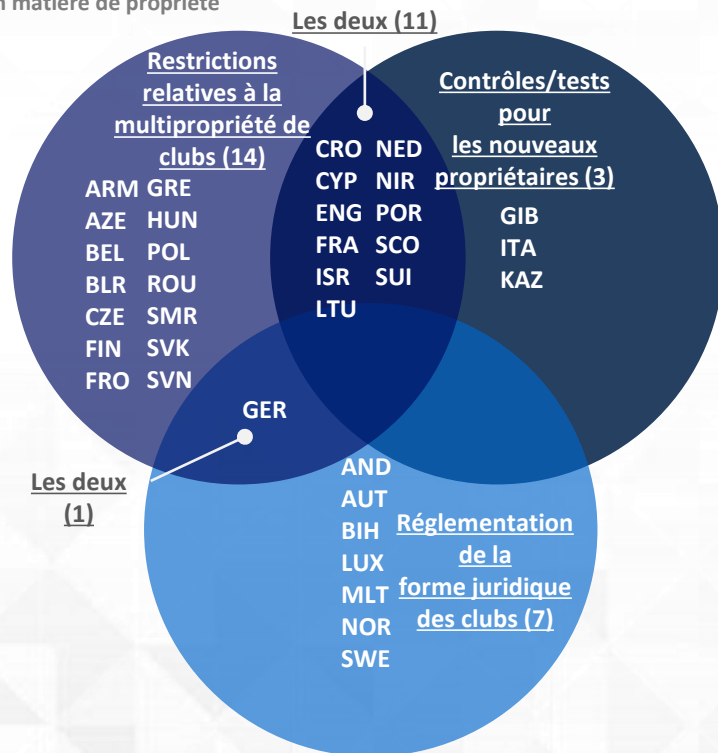 n matière de propriété
Les deux (11)
Restrictions
relatives à la
multipropriété de
clubs (14)
ARM GRE
AZE HUN
BEL POL
BLR ROU
CZE SMR
FIN SVK
FRO SVN
CRO NED
CYP NIR
ENG POR
FRA SCO
ISR SUI
LTU
Contrôles/tests
pour
les nouveaux
propriétaires (3)
GIB
ITA
KAZ
GER
Les deux
(1)
AND
AUT
BIH
LUX
MLT
NOR
SWE
Réglementation
de la
forme juridique
des clubs (7)